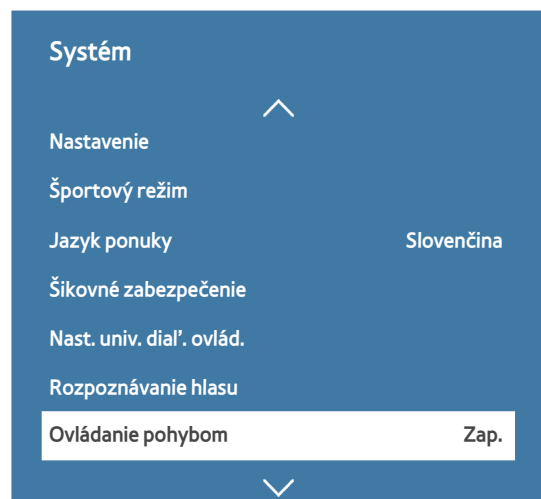 Systém
Nastavenie
Športový režim
Jazyk ponuky Slovenčina
Šikovné zabezpečenie
Nast. univ. diaľ. ovlád.
Rozpoznávanie hlasu
Ovládanie pohybom Zap.